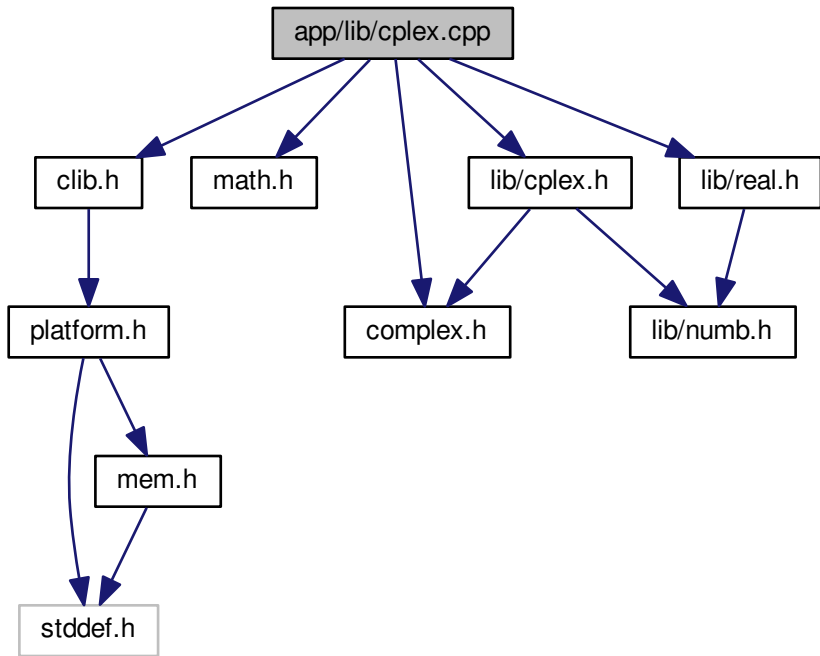 app/lib/cplex.cpp
clib.h
math.h
lib/cplex.h
lib/real.h
platform.h
complex.h
lib/numb.h
mem.h
stddef.h